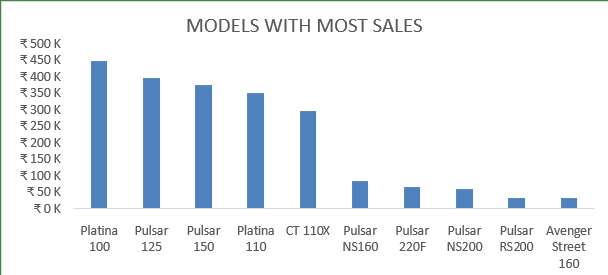 MODELS WITH MOST SALES
₹ 500 K
₹ 450 K
₹ 400 K
₹ 350 K
₹ 300 K
₹ 250 K
₹ 200 K
₹ 150 K
₹ 100 K
₹ 50 K
₹ 0 K
Platina
100
Pulsar
125
Pulsar
150
Platina
110
CT 110X
Pulsar
NS160
Pulsar
220F
Pulsar
NS200
Pulsar
RS200
Avenger
Street
160